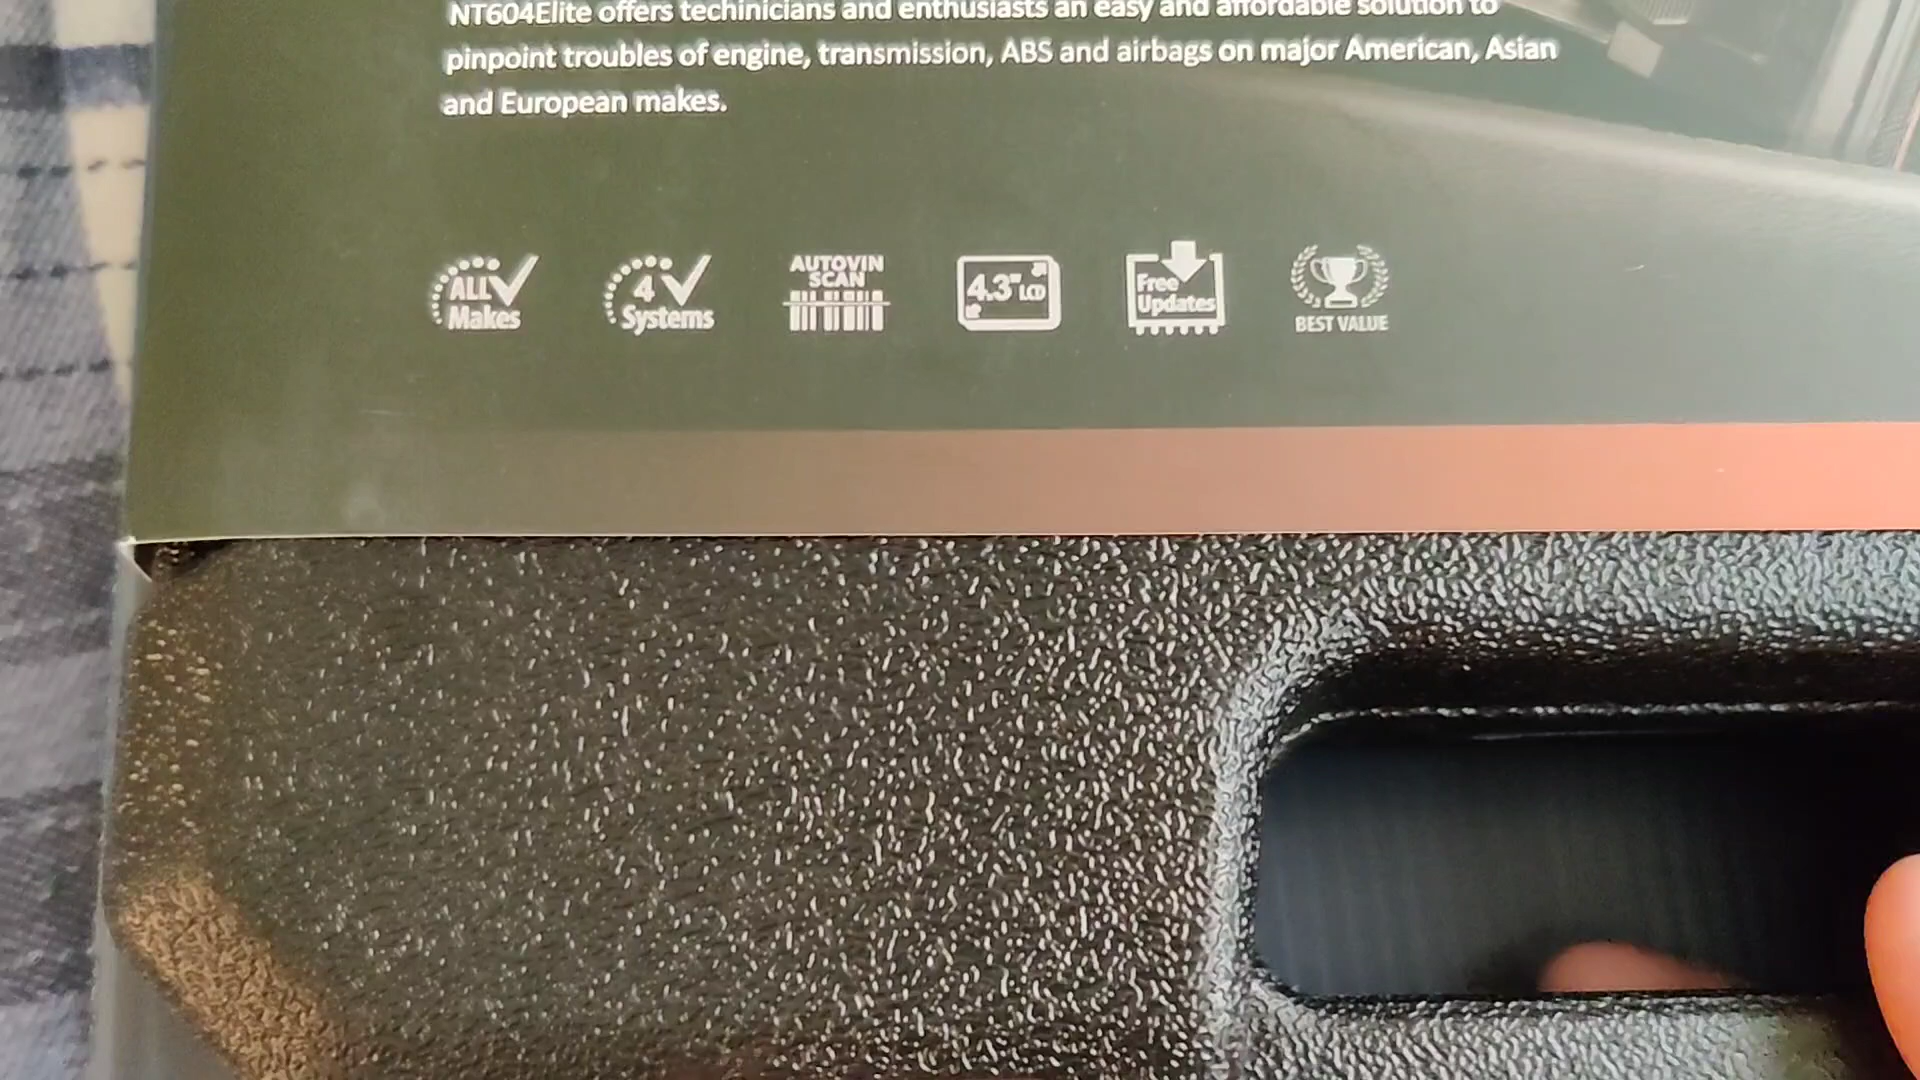 NT604Elite offers techinicians and enthusiasts an easy and affordable solution to
pinpoint troubles of engine, transmission, ABS and airbags on major American, Asian
and European makes.
ALL
Makes
4
Systems
AUTOVIN
SCAN
4.3" LCD
Free
Updates
BEST VALUE